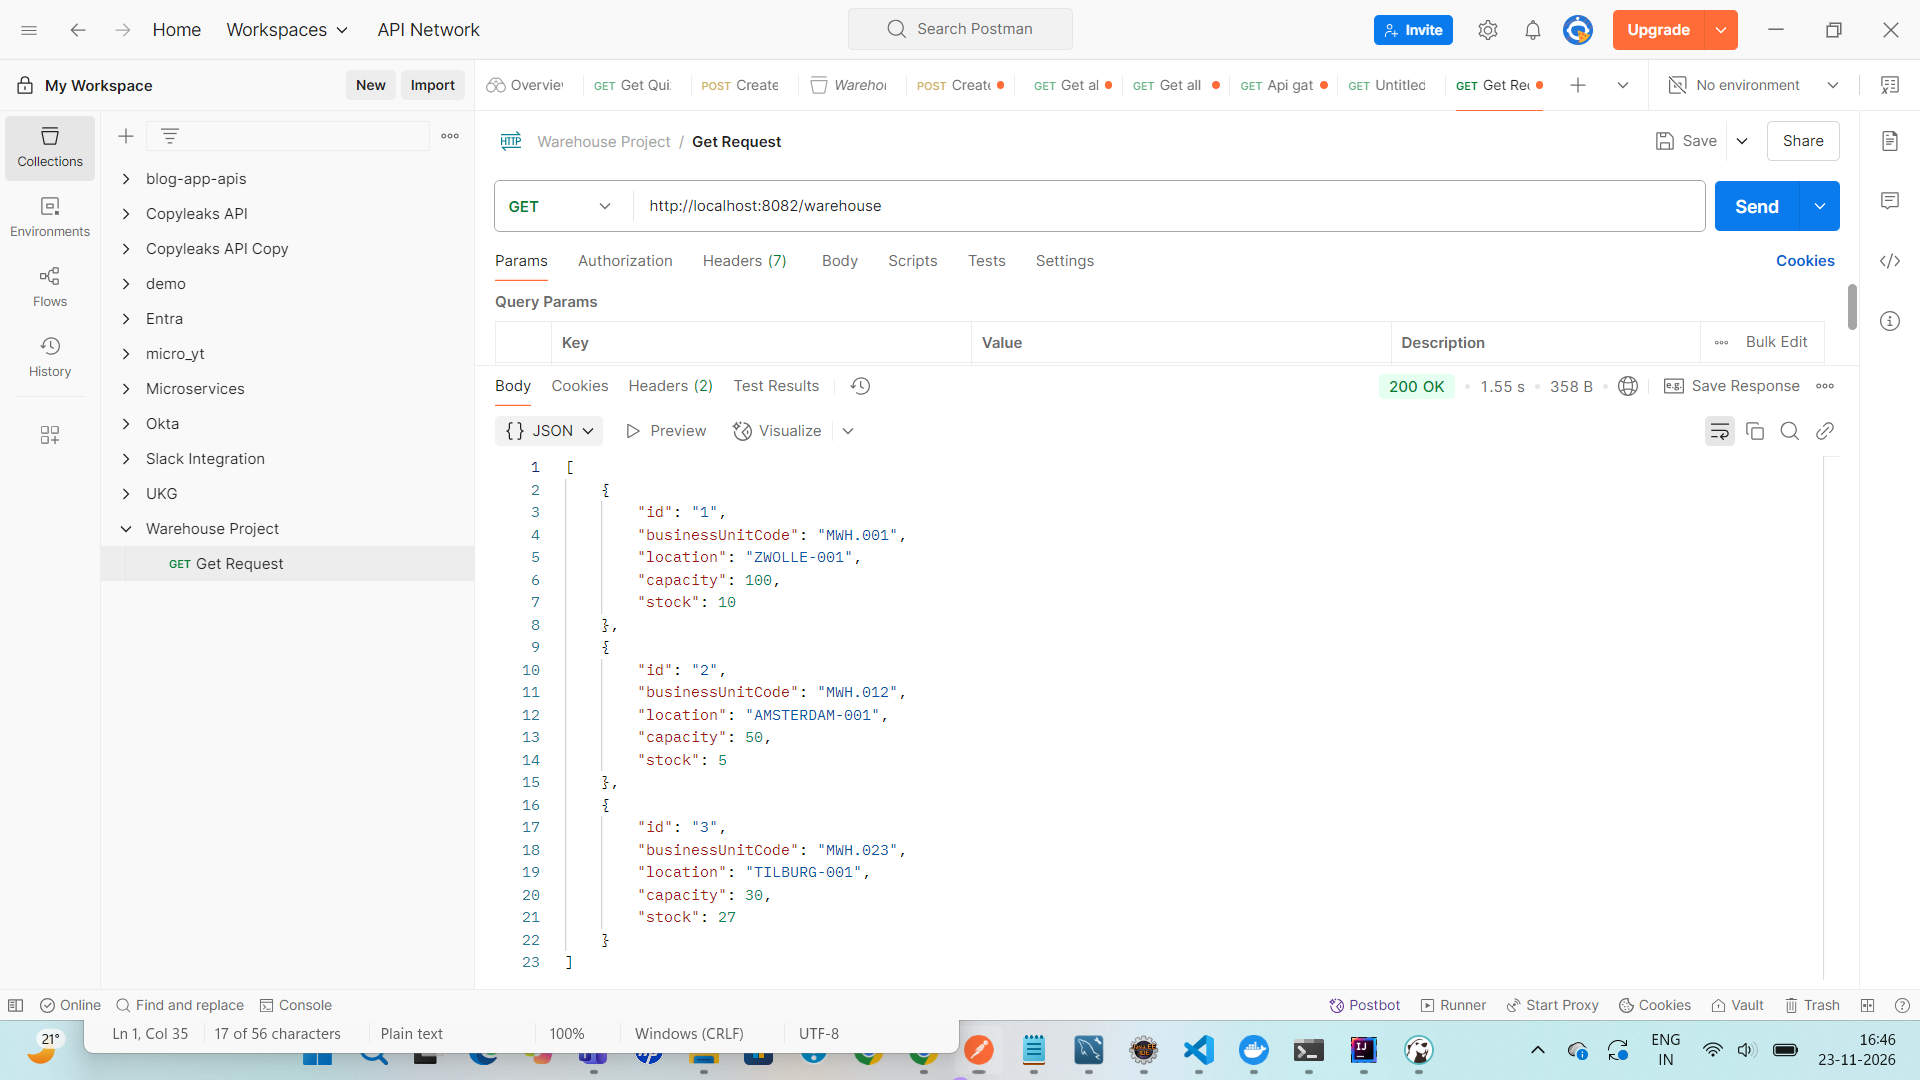 Home
Workspaces
API Network
Search Postman
Invite
Upgrade
My Workspace
New
Import
Overvie
GET Get Qui
POST Create
Wareho
POST Creat
GET Get al
GET Get all
GET Api gat
GET Untitled
GET Get Re
No environment
Collections
Environments
Flows
History
blog-app-apis
Copyleaks API
Copyleaks API Copy
demo
Entra
micro_yt
Microservices
Okta
Slack Integration
UKG
Warehouse Project
GET Get Request
HTTP Warehouse Project / Get Request
Save
Share
GET http://localhost:8082/warehouse
Send
Params Authorization Headers (7) Body Scripts Tests Settings
Cookies
Query Params
Key Value Description Bulk Edit
Body Cookies Headers (2) Test Results
200 OK 1.55 s 358 B e.g. Save Response
{} JSON Preview Visualize
1 [
2 {
3 "id": "1",
4 "businessUnitCode": "MWH.001",
5 "location": "ZWOLLE-001",
6 "capacity": 100,
7 "stock": 10
8 },
9 {
10 "id": "2",
11 "businessUnitCode": "MWH.012",
12 "location": "AMSTERDAM-001",
13 "capacity": 50,
14 "stock": 5
15 },
16 {
17 "id": "3",
18 "businessUnitCode": "MWH.023",
19 "location": "TILBURG-001",
20 "capacity": 30,
21 "stock": 27
22 }
23 ]
Online Find and replace Console
Postbot Runner Start Proxy Cookies Vault Trash
Ln 1, Col 35 17 of 56 characters Plain text 100% Windows (CRLF) UTF-8
21°
ENG
IN
16:46
23-11-2026